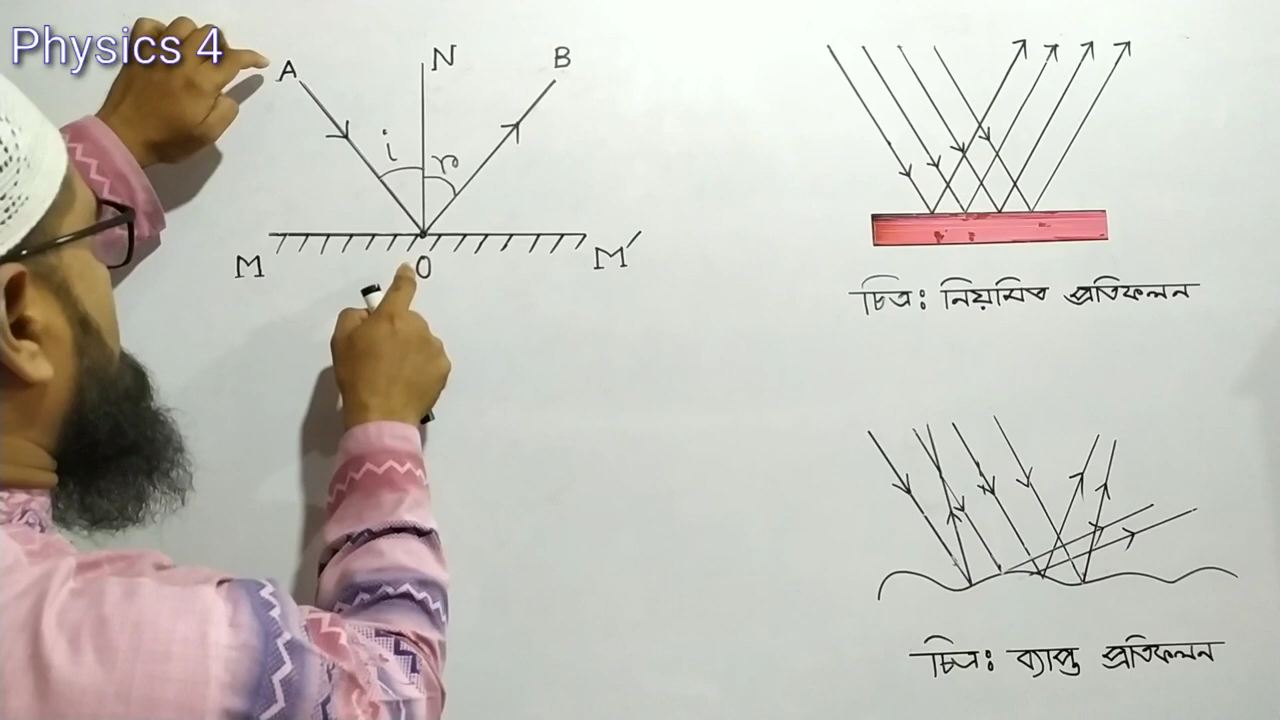 Physics 4
A N B
i r
M O M′
চিত্র: নিয়মিত প্রতিফলন
চিত্র: ব্যাপ্ত প্রতিফলন